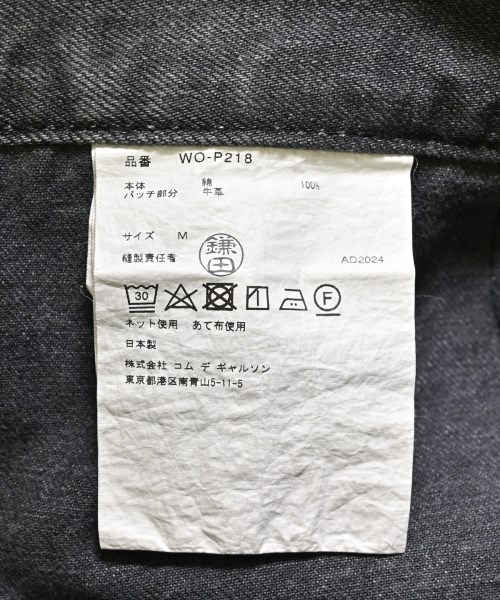 品番 WO-P218
本体 綿 100%
パッチ部分 牛革
サイズ M
縫製責任者 鎌田 AD2024
30 F
ネット使用 あて布使用
日本製
株式会社 コム デ ギャルソン
東京都港区南青山5-11-5